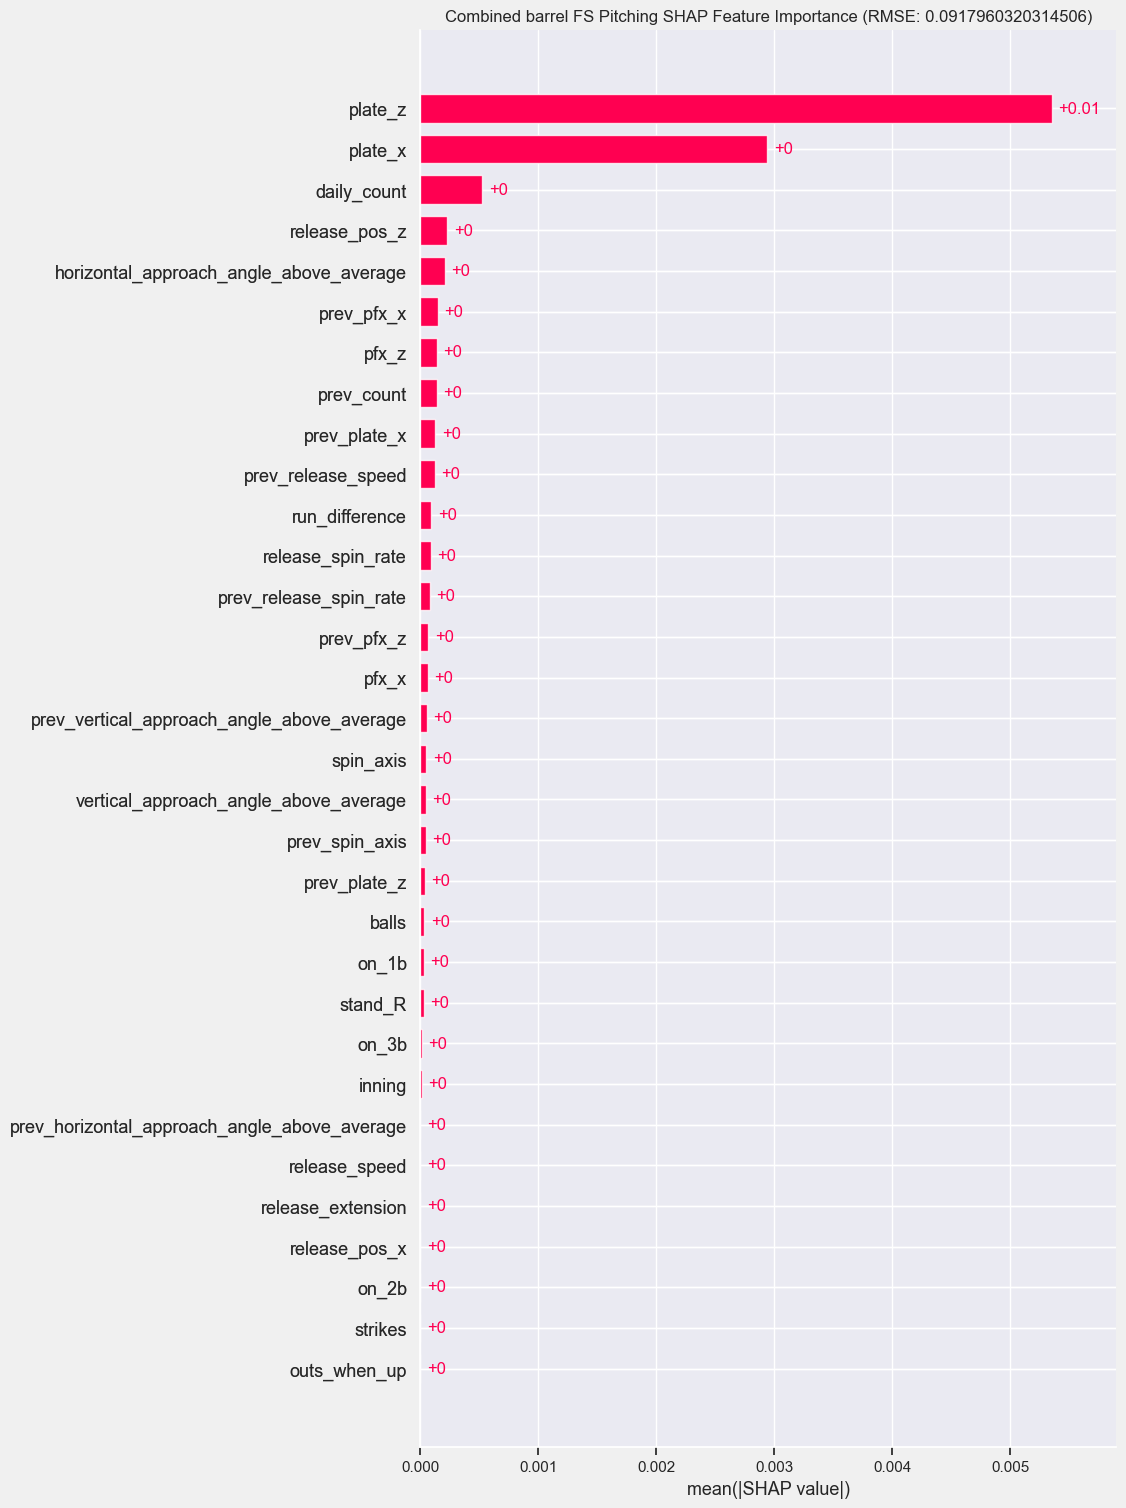 Combined barrel FS Pitching SHAP Feature Importance (RMSE: 0.0917960320314506)
plate_z +0.01
plate_x +0
daily_count +0
release_pos_z +0
horizontal_approach_angle_above_average +0
prev_pfx_x +0
pfx_z +0
prev_count +0
prev_plate_x +0
prev_release_speed +0
run_difference +0
release_spin_rate +0
prev_release_spin_rate +0
prev_pfx_z +0
pfx_x +0
prev_vertical_approach_angle_above_average +0
spin_axis +0
vertical_approach_angle_above_average +0
prev_spin_axis +0
prev_plate_z +0
balls +0
on_1b +0
stand_R +0
on_3b +0
inning +0
prev_horizontal_approach_angle_above_average +0
release_speed +0
release_extension +0
release_pos_x +0
on_2b +0
strikes +0
outs_when_up +0
0.000 0.001 0.002 0.003 0.004 0.005
mean(|SHAP value|)